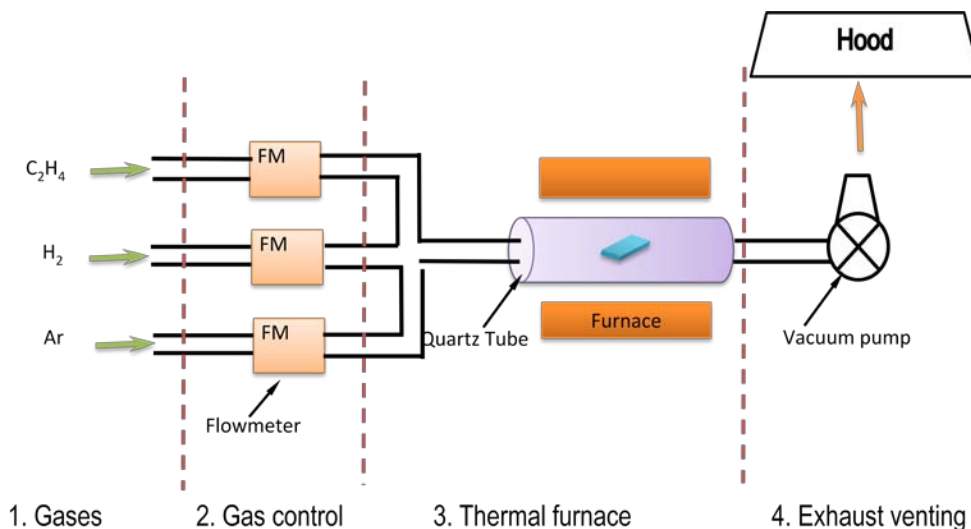 Hood
C₂H₄
FM
H₂
FM
Ar
FM
Furnace
Quartz Tube
Vacuum pump
Flowmeter
1. Gases
2. Gas control
3. Thermal furnace
4. Exhaust venting